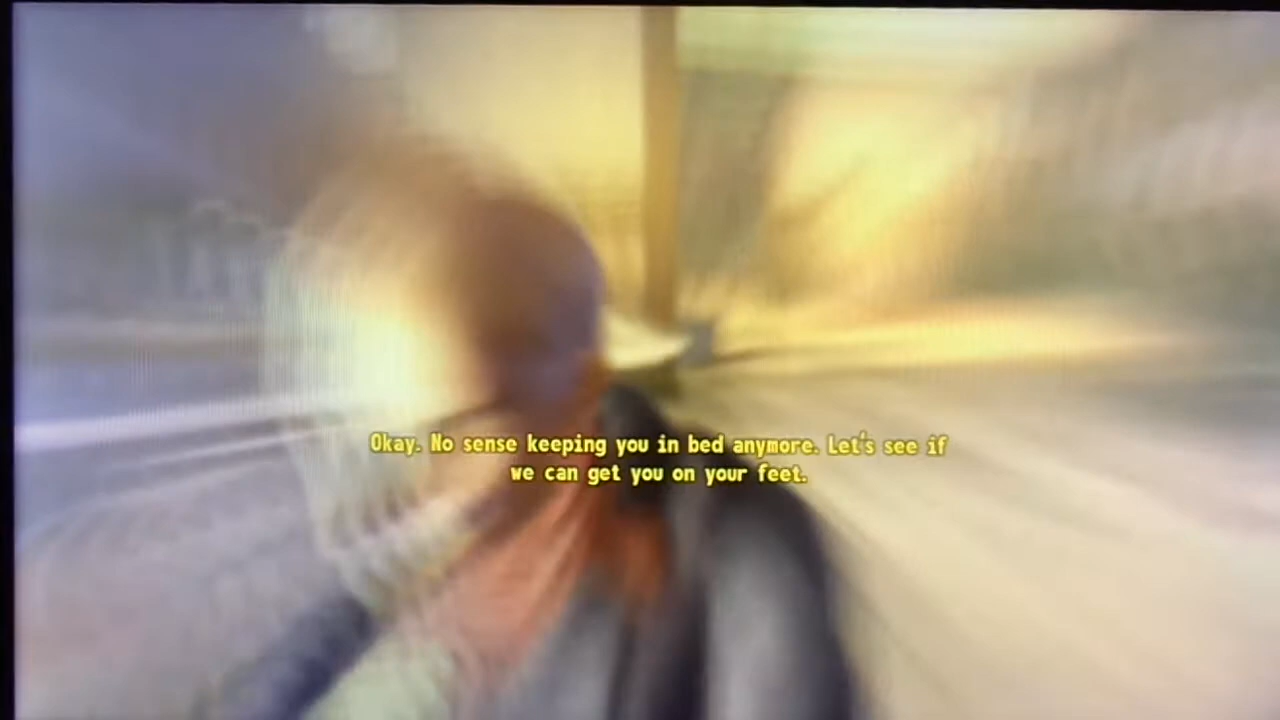 Okay. No sense keeping you in bed anymore. Let's see if
we can get you on your feet.